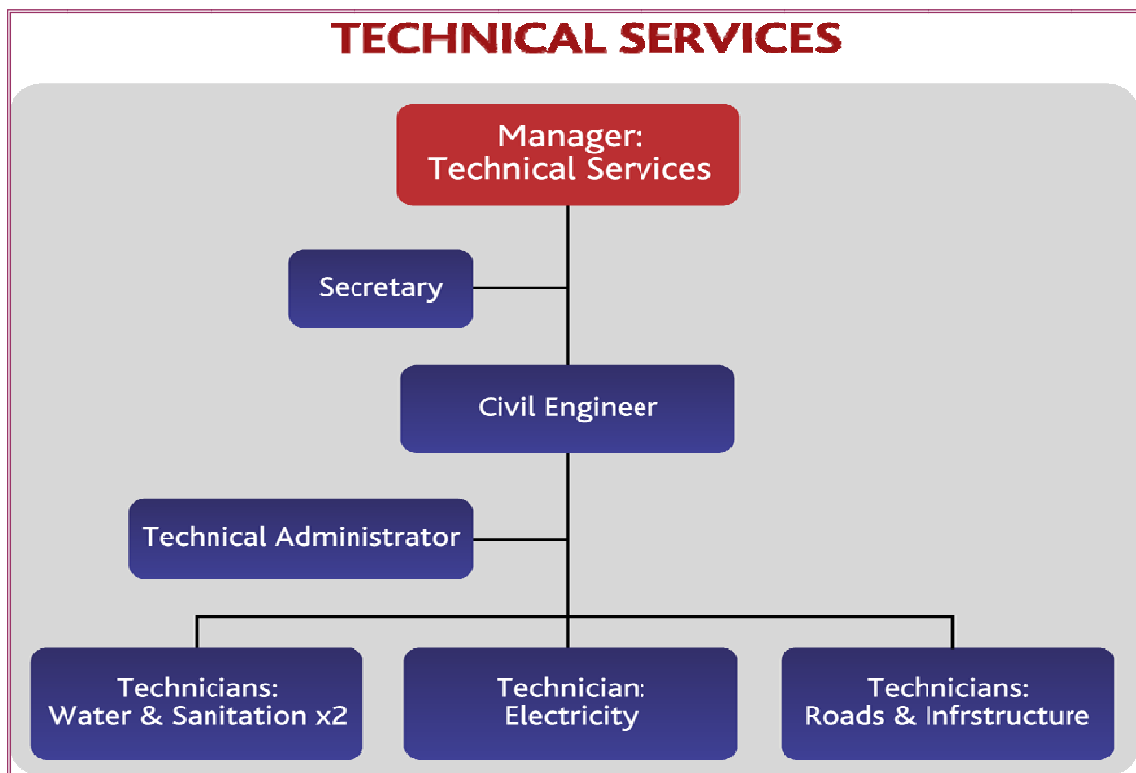 TECHNICAL SERVICES
Manager:
Technical Services
Secretary
Civil Engineer
Technical Administrator
Technicians:
Water & Sanitation x2
Technician:
Electricity
Technicians:
Roads & Infrstructure